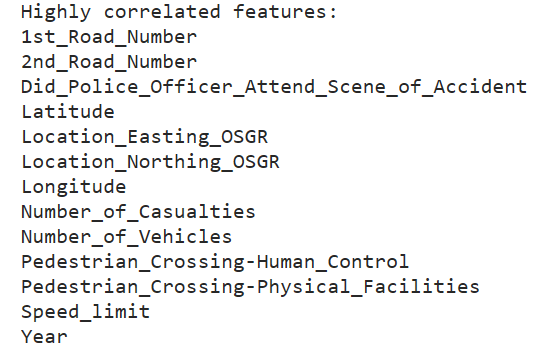 Highly correlated features:
1st_Road_Number
2nd_Road_Number
Did_Police_Officer_Attend_Scene_of_Accident
Latitude
Location_Easting_OSGR
Location_Northing_OSGR
Longitude
Number_of_Casualties
Number_of_Vehicles
Pedestrian_Crossing-Human_Control
Pedestrian_Crossing-Physical_Facilities
Speed_limit
Year